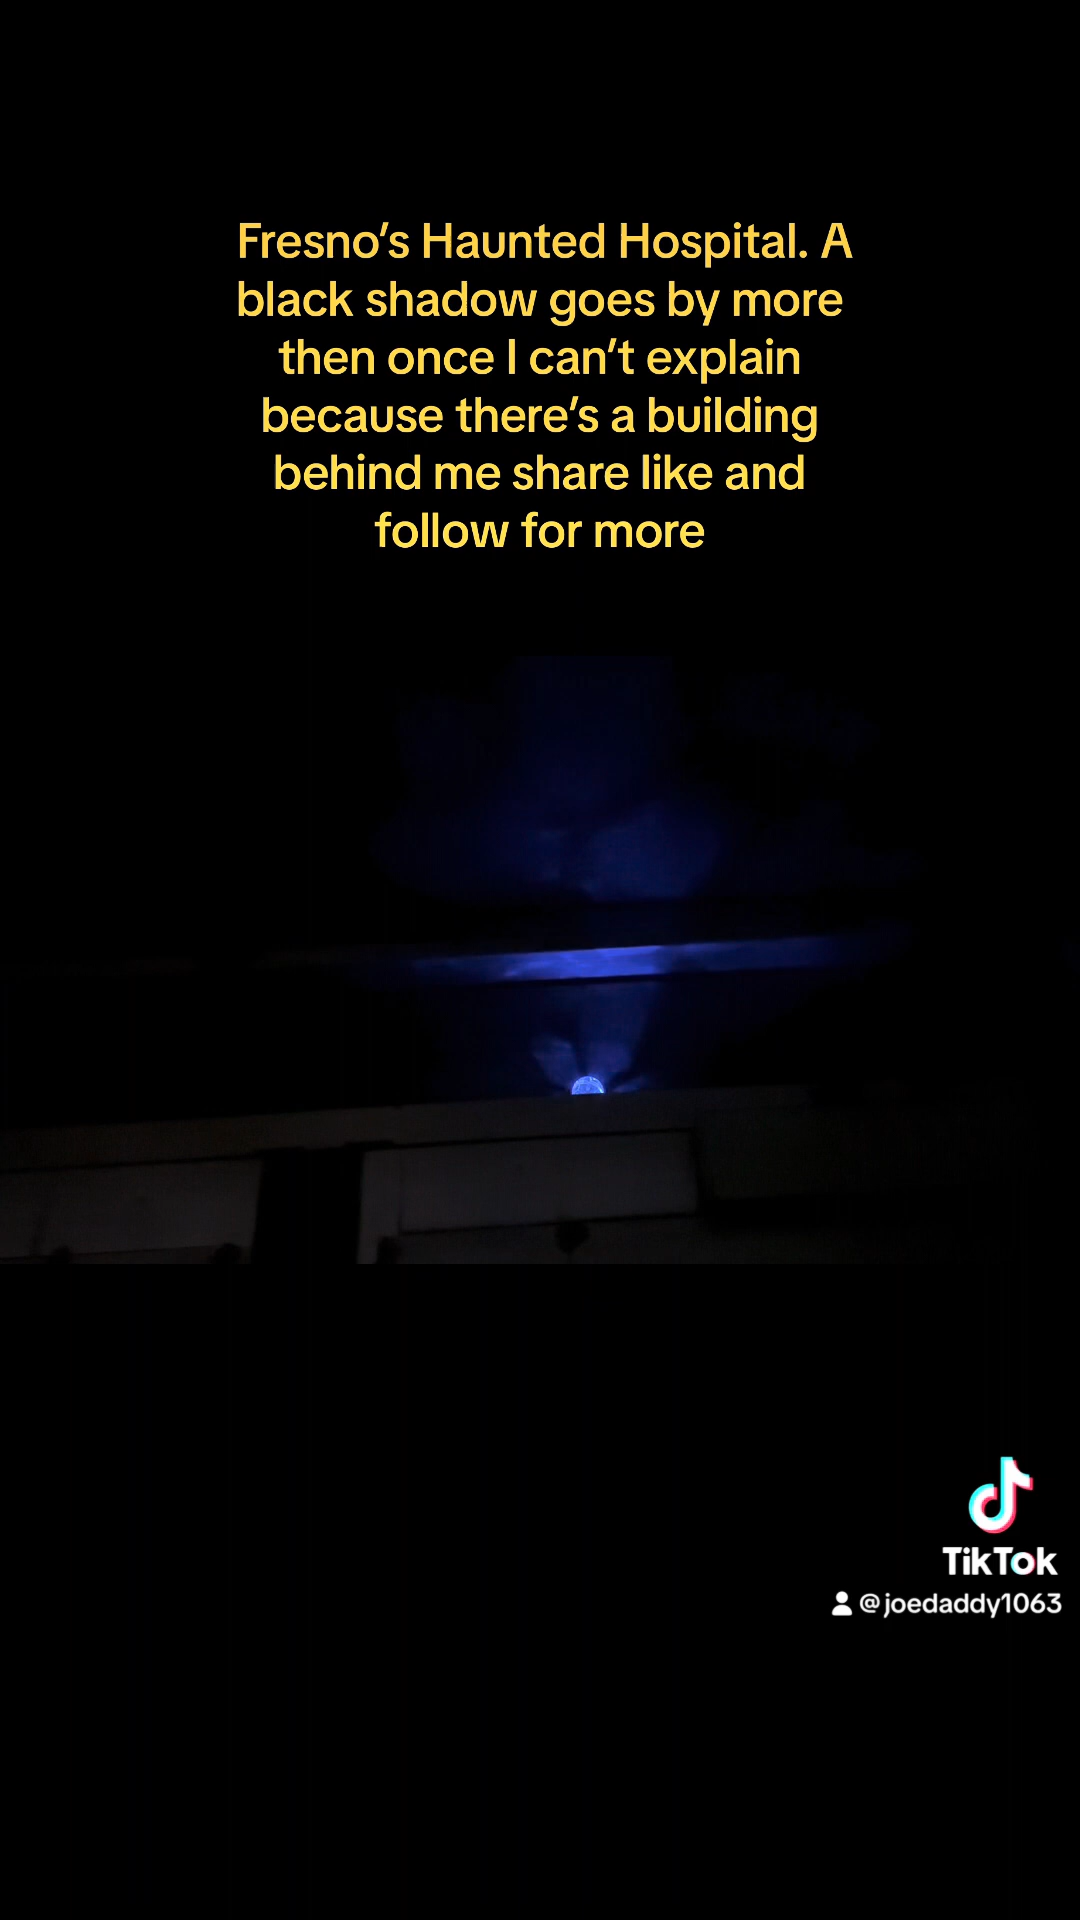 Fresno’s Haunted Hospital. A
black shadow goes by more
then once I can’t explain
because there’s a building
behind me share like and
follow for more
TikTok
@joedaddy1063